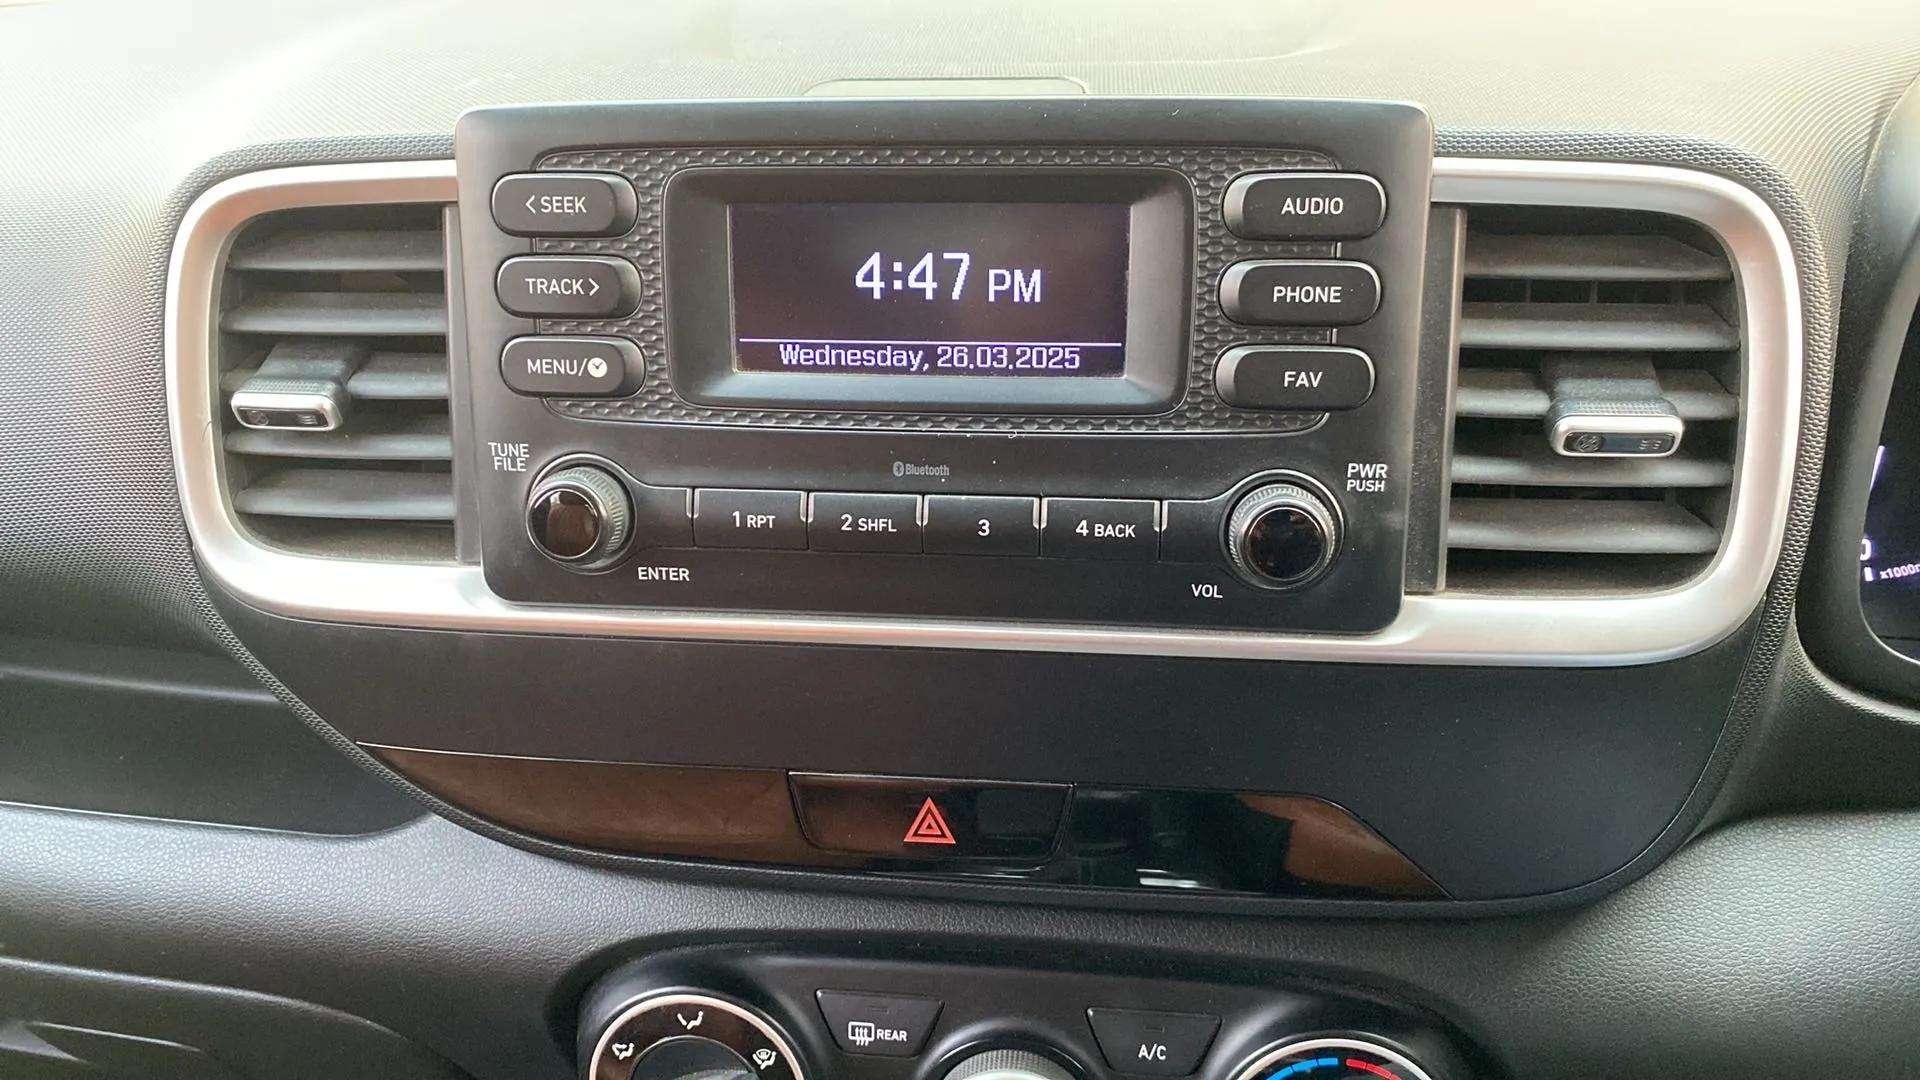 < SEEK
TRACK >
MENU/
4:47 PM
Wednesday, 26.03.2025
AUDIO
PHONE
FAV
TUNE
FILE
Bluetooth
PWR
PUSH
1 RPT
2 SHFL
3
4 BACK
ENTER
VOL
x1000r
REAR
A/C